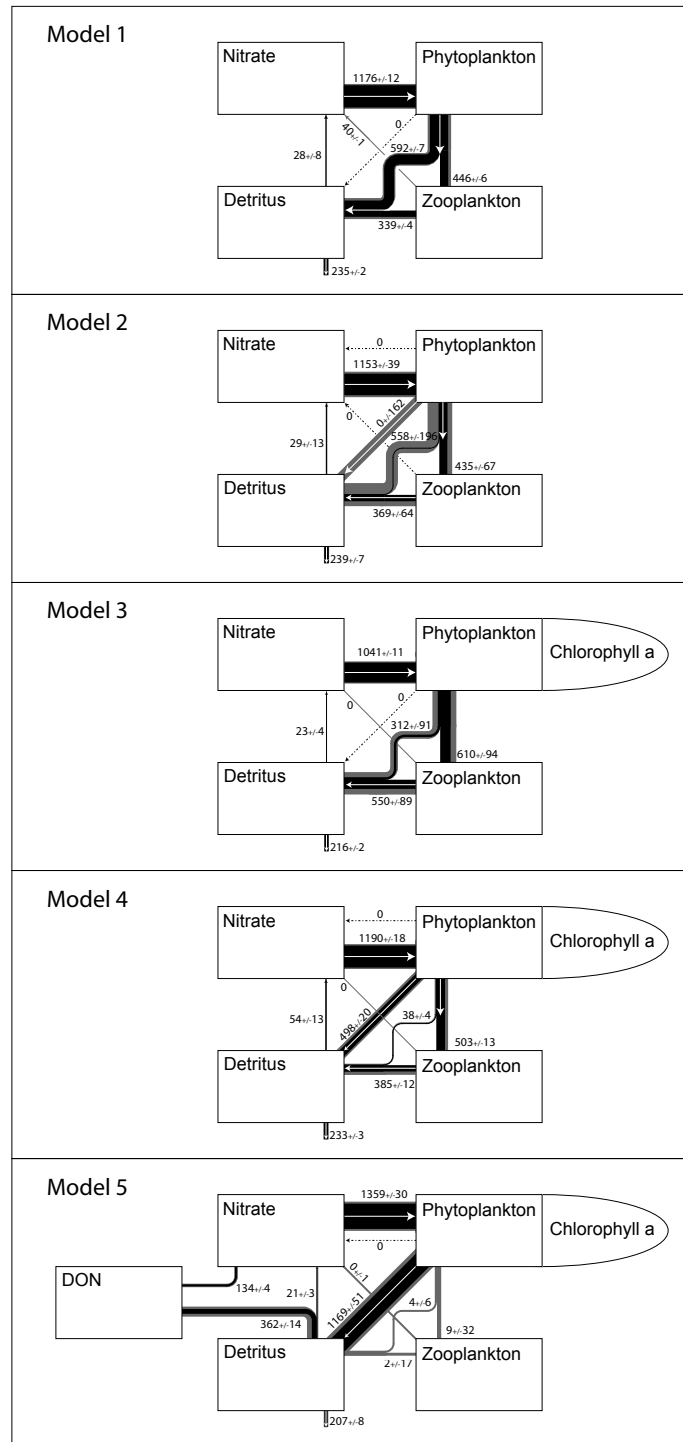 Model 1
Nitrate
Phytoplankton
1176+/-12
0
40+/-1
592+/-7
28+/-8
446+/-6
Detritus
Zooplankton
339+/-4
235+/-2
Model 2
0
Nitrate
Phytoplankton
1153+/-39
0+/-162
0
558+/-196
29+/-13
435+/-67
Detritus
Zooplankton
369+/-64
239+/-7
Model 3
Nitrate
Phytoplankton
Chlorophyll a
1041+/-11
0
0
312+/-91
23+/-4
610+/-94
Detritus
Zooplankton
550+/-89
216+/-2
Model 4
0
Nitrate
Phytoplankton
Chlorophyll a
1190+/-18
0
498+/-20
38+/-4
54+/-13
503+/-13
Detritus
Zooplankton
385+/-12
233+/-3
Model 5
1359+/-30
Nitrate
Phytoplankton
Chlorophyll a
0
DON
134+/-4
21+/-3
0+/-1
1169+/-51
4+/-6
362+/-14
9+/-32
Detritus
Zooplankton
2+/-17
207+/-8